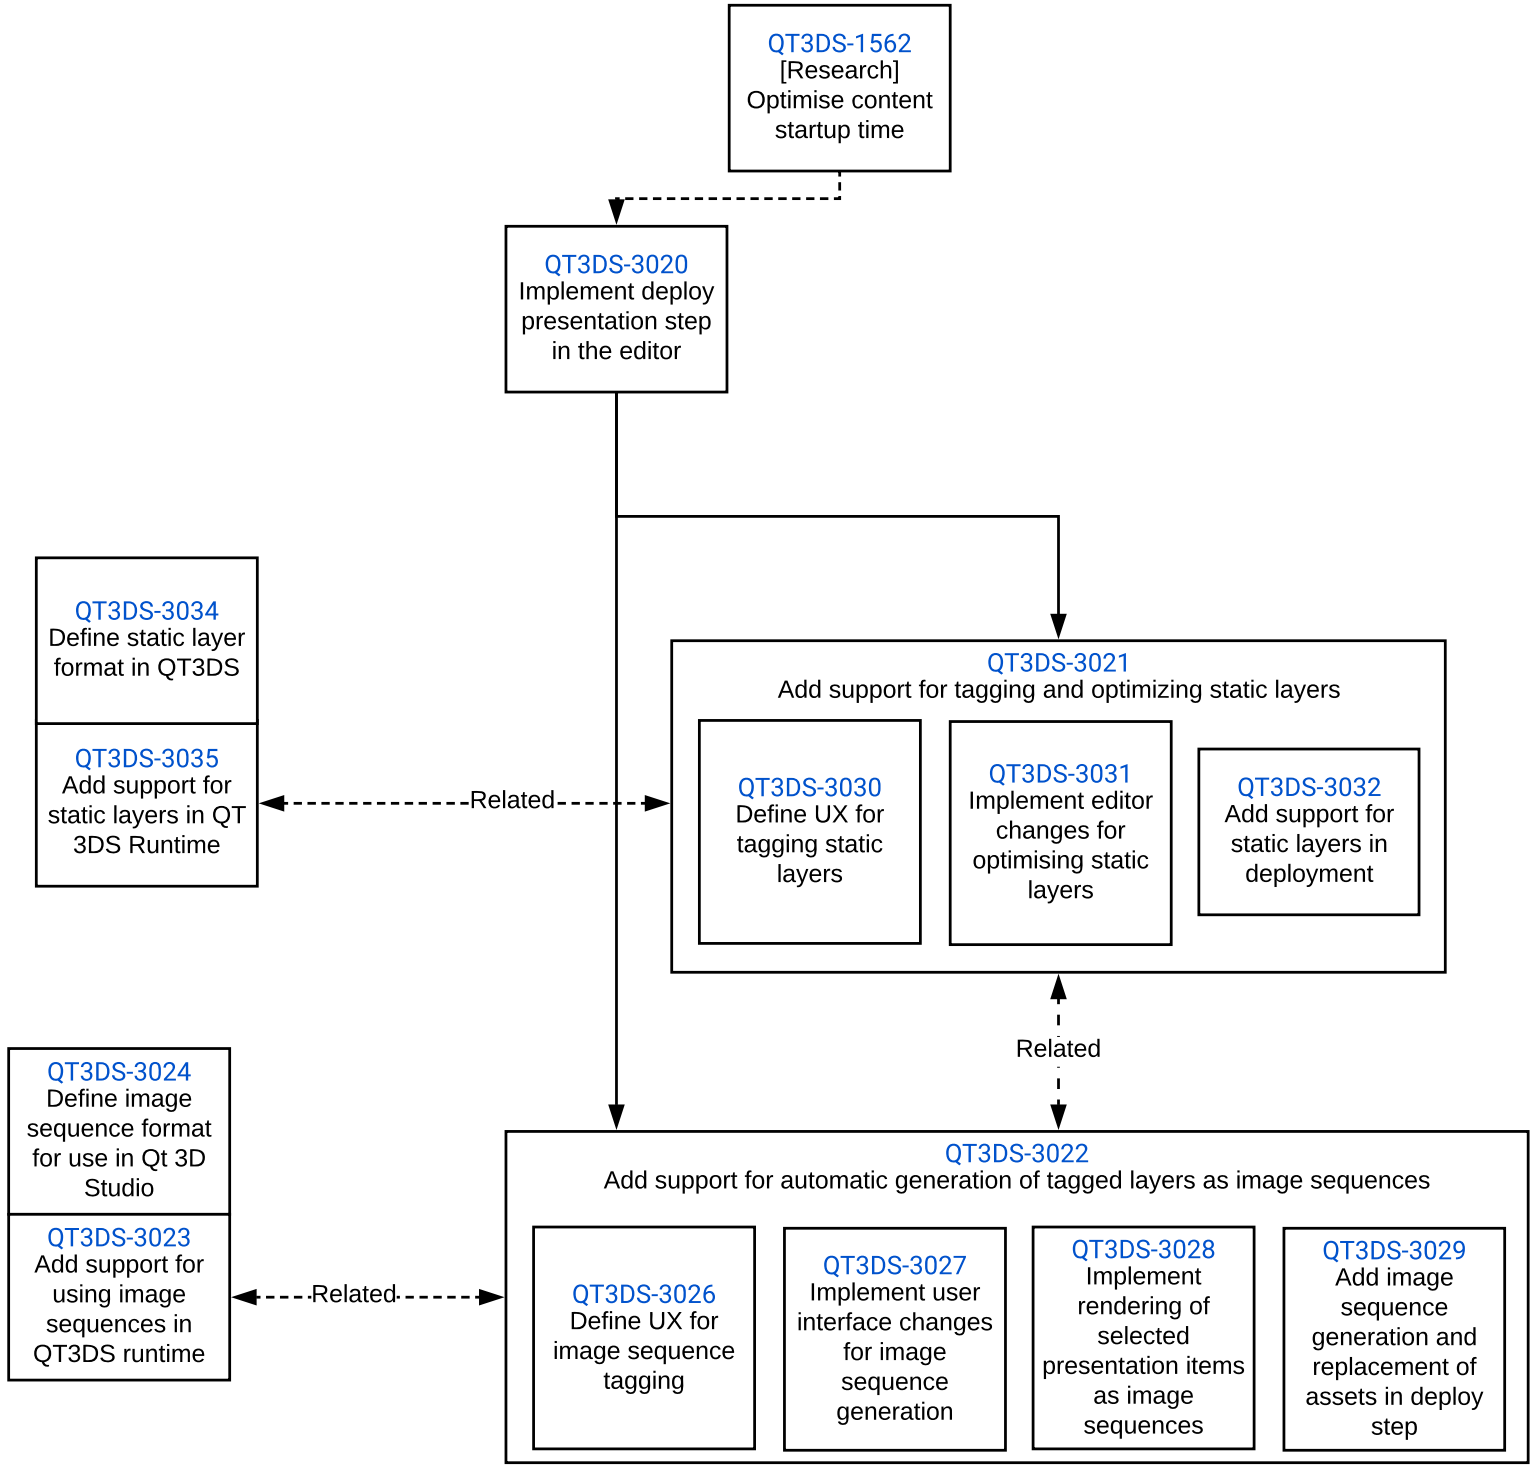 QT3DS-1562
[Research]
Optimise content
startup time
QT3DS-3020
Implement deploy
presentation step
in the editor
QT3DS-3034
Define static layer
format in QT3DS
QT3DS-3035
Add support for
static layers in QT
3DS Runtime
Related
QT3DS-3021
Add support for tagging and optimizing static layers
QT3DS-3030
Define UX for
tagging static
layers
QT3DS-3031
Implement editor
changes for
optimising static
layers
QT3DS-3032
Add support for
static layers in
deployment
Related
QT3DS-3024
Define image
sequence format
for use in Qt 3D
Studio
QT3DS-3023
Add support for
using image
sequences in
QT3DS runtime
Related
QT3DS-3022
Add support for automatic generation of tagged layers as image sequences
QT3DS-3026
Define UX for
image sequence
tagging
QT3DS-3027
Implement user
interface changes
for image
sequence
generation
QT3DS-3028
Implement
rendering of
selected
presentation items
as image
sequences
QT3DS-3029
Add image
sequence
generation and
replacement of
assets in deploy
step